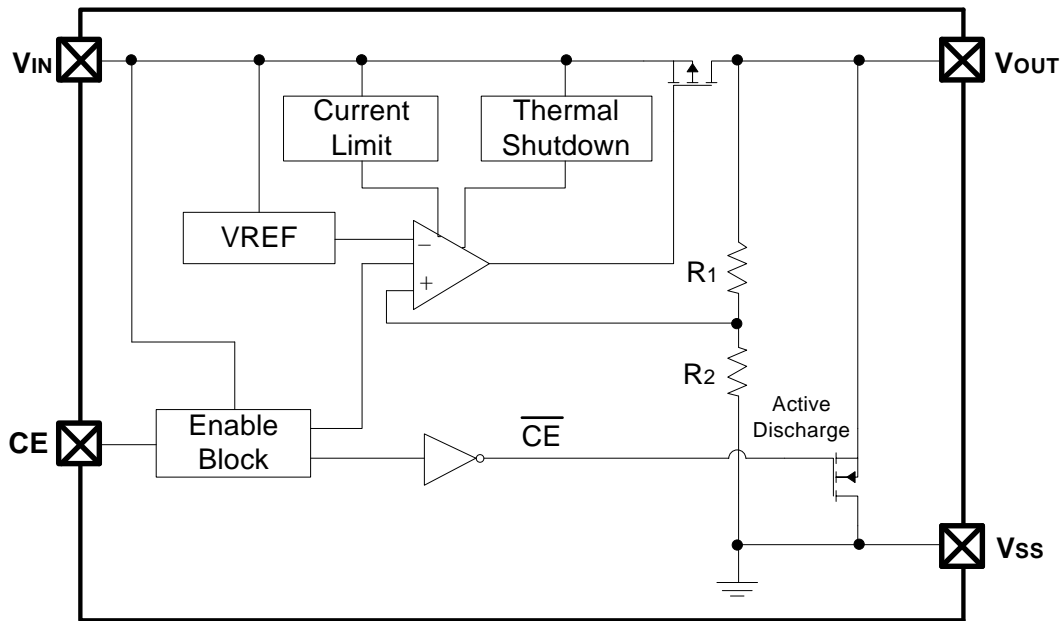 VIN
VOUT
Current
Limit
Thermal
Shutdown
VREF
−
+
R1
R2
CE
Enable
Block
CE
Active
Discharge
VSS